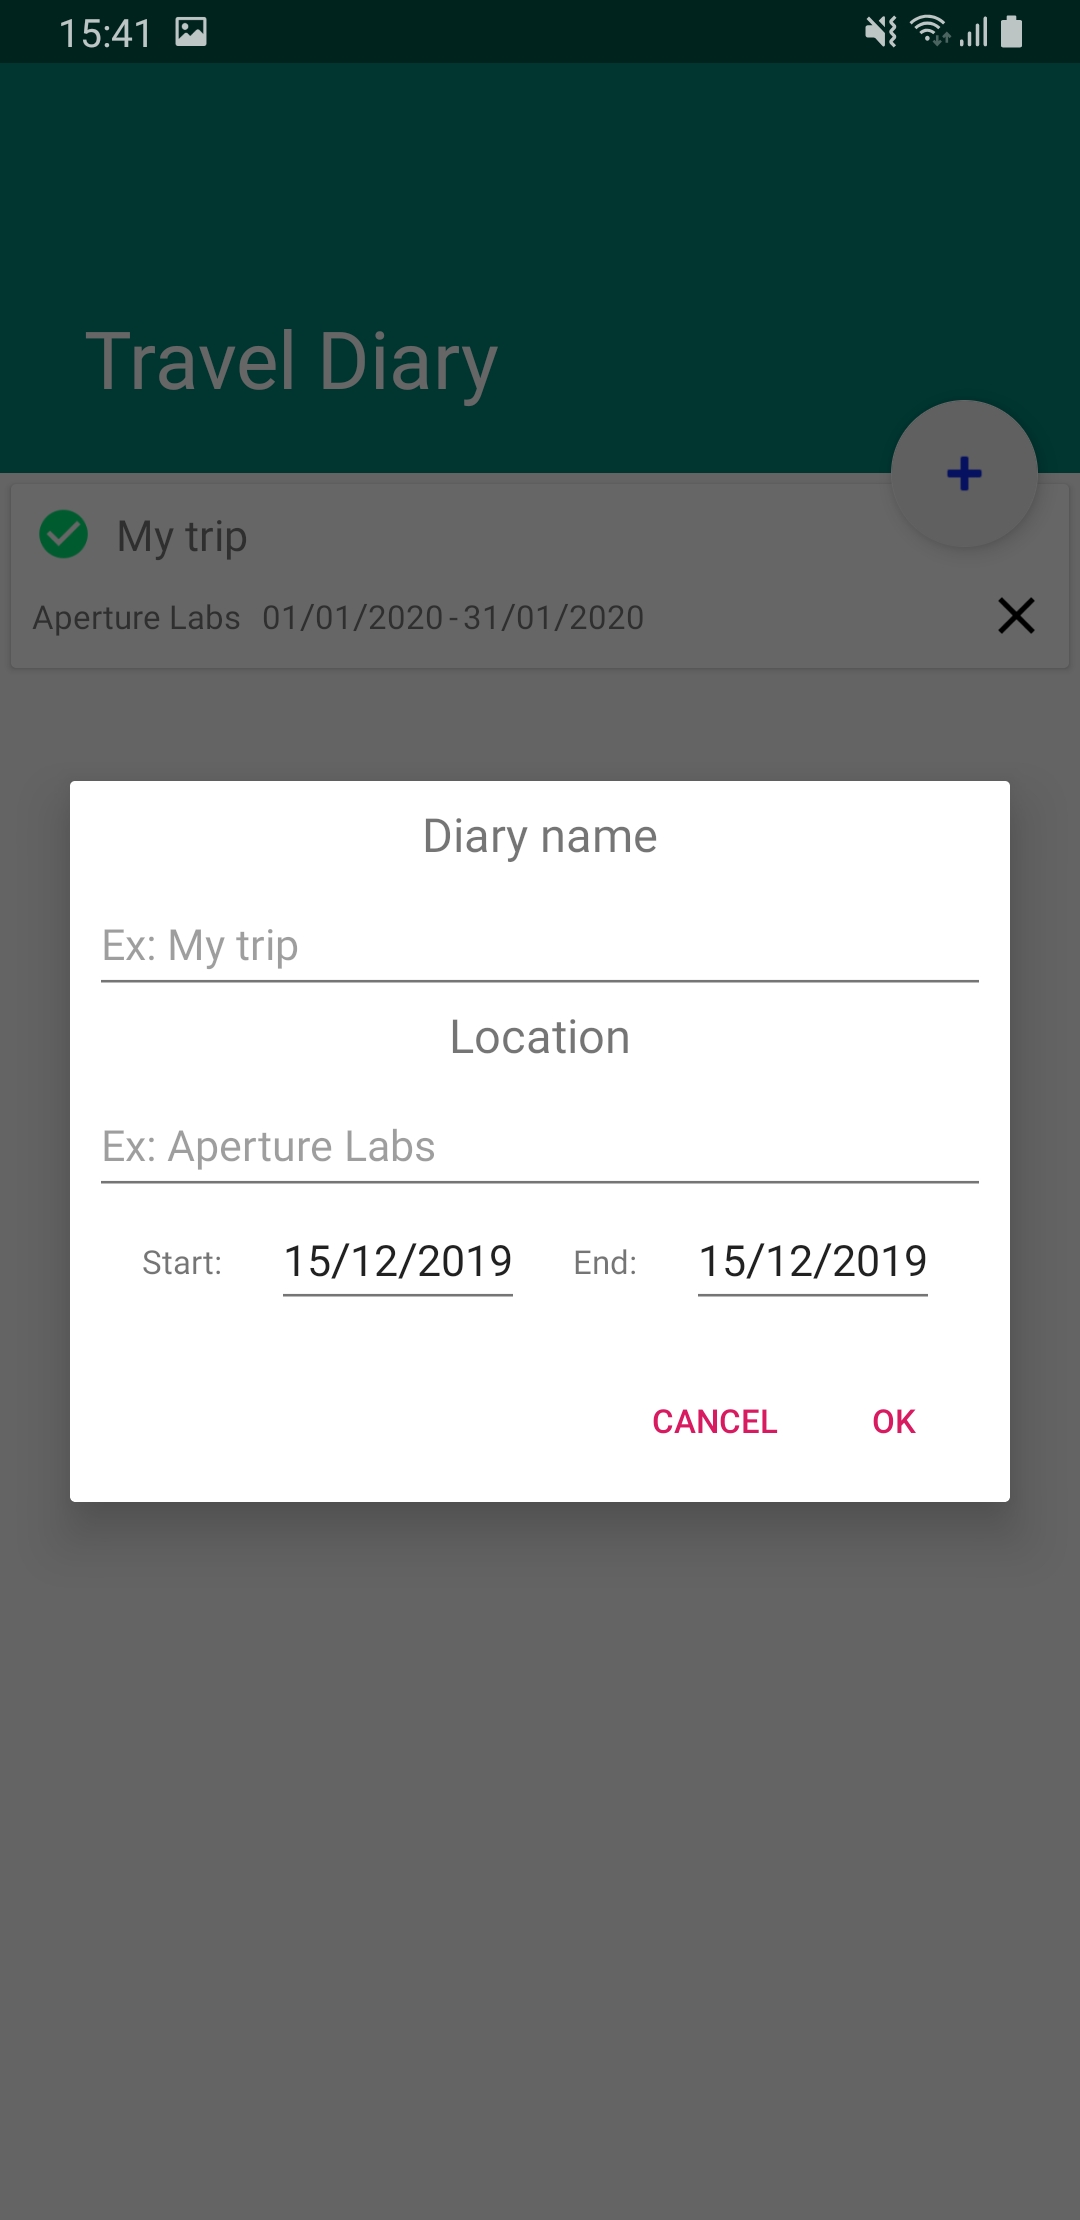 15:41
Travel Diary
My trip
Aperture Labs 01/01/2020 - 31/01/2020
Diary name
Ex: My trip
Location
Ex: Aperture Labs
Start: 15/12/2019 End: 15/12/2019
CANCEL OK